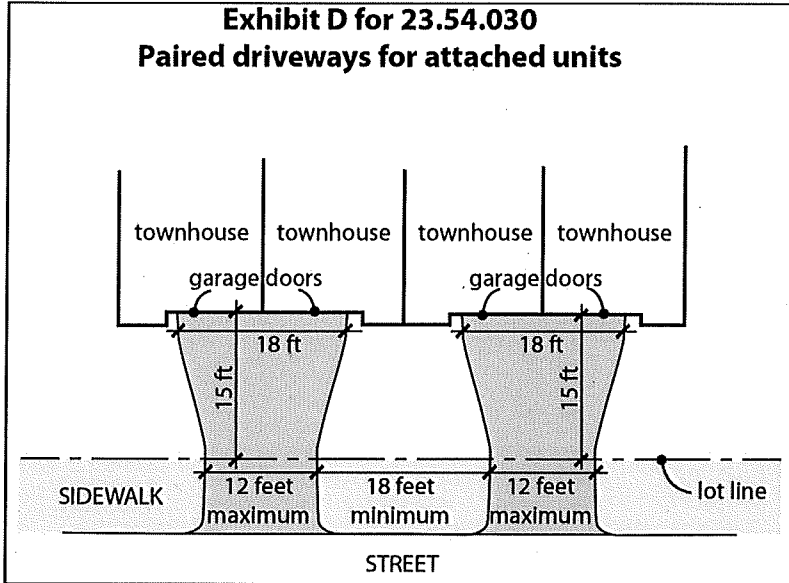 Exhibit D for 23.54.030
Paired driveways for attached units
townhouse townhouse townhouse townhouse
garage doors garage doors
18 ft 18 ft
15 ft 15 ft
lot line
SIDEWALK
12 feet maximum
18 feet minimum
12 feet maximum
STREET